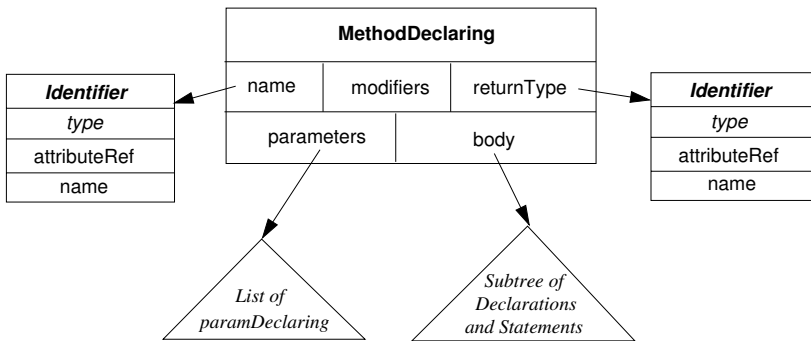 MethodDeclaring
name modifiers returnType
parameters body
Identifier
type
attributeRef
name
Identifier
type
attributeRef
name
List of
paramDeclaring
Subtree of
Declarations
and Statements